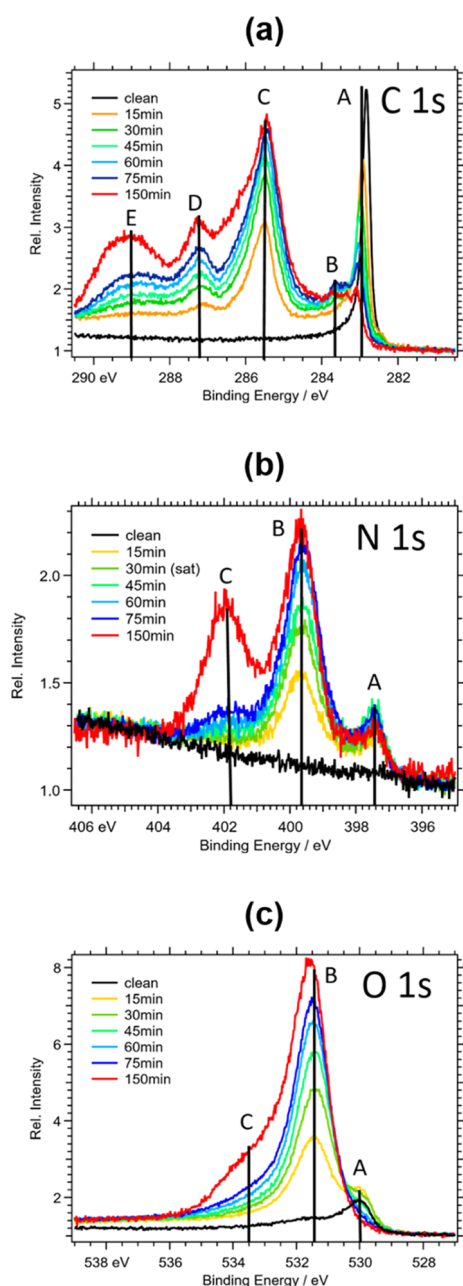 (a)
C 1s
clean
15min
30min
45min
60min
75min
150min
E
D
C
B
A
Rel. Intensity
5
4
3
2
1
290 eV
288
286
284
282
Binding Energy / eV
(b)
N 1s
clean
15min
30min (sat)
45min
60min
75min
150min
C
B
A
Rel. Intensity
2.0
1.5
1.0
406 eV
404
402
400
398
396
Binding Energy / eV
(c)
O 1s
clean
15min
30min
45min
60min
75min
150min
C
B
A
Rel. Intensity
8
6
4
2
538 eV
536
534
532
530
528
Binding Energy / eV